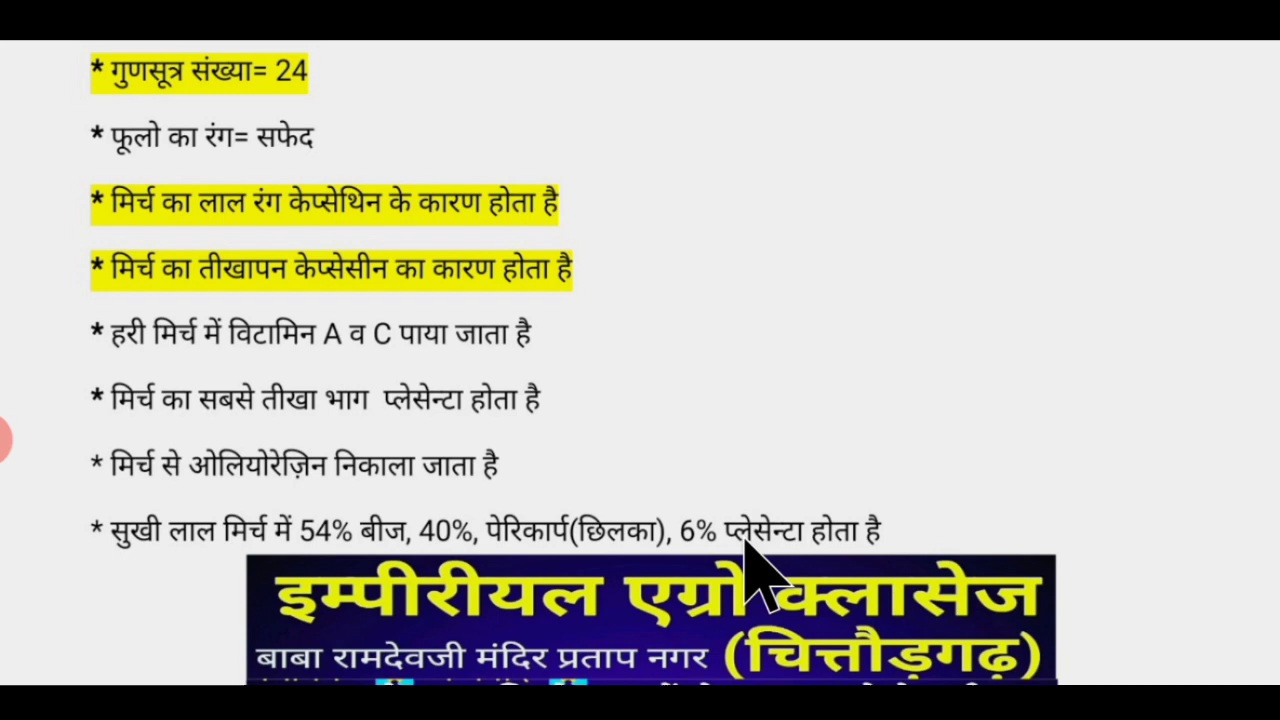 * गुणसूत्र संख्या= 24
* फूलो का रंग= सफेद
* मिर्च का लाल रंग केप्सेथिन के कारण होता है
* मिर्च का तीखापन केप्सेसीन का कारण होता है
* हरी मिर्च में विटामिन A व C पाया जाता है
* मिर्च का सबसे तीखा भाग प्लेसेन्टा होता है
* मिर्च से ओलियोरेज़िन निकाला जाता है
* सुखी लाल मिर्च में 54% बीज, 40%, पेरिकार्प(छिलका), 6% प्लेसेन्टा होता है
इम्पीरीयल एग्रो क्लासेज
बाबा रामदेवजी मंदिर प्रताप नगर (चित्तौड़गढ़)